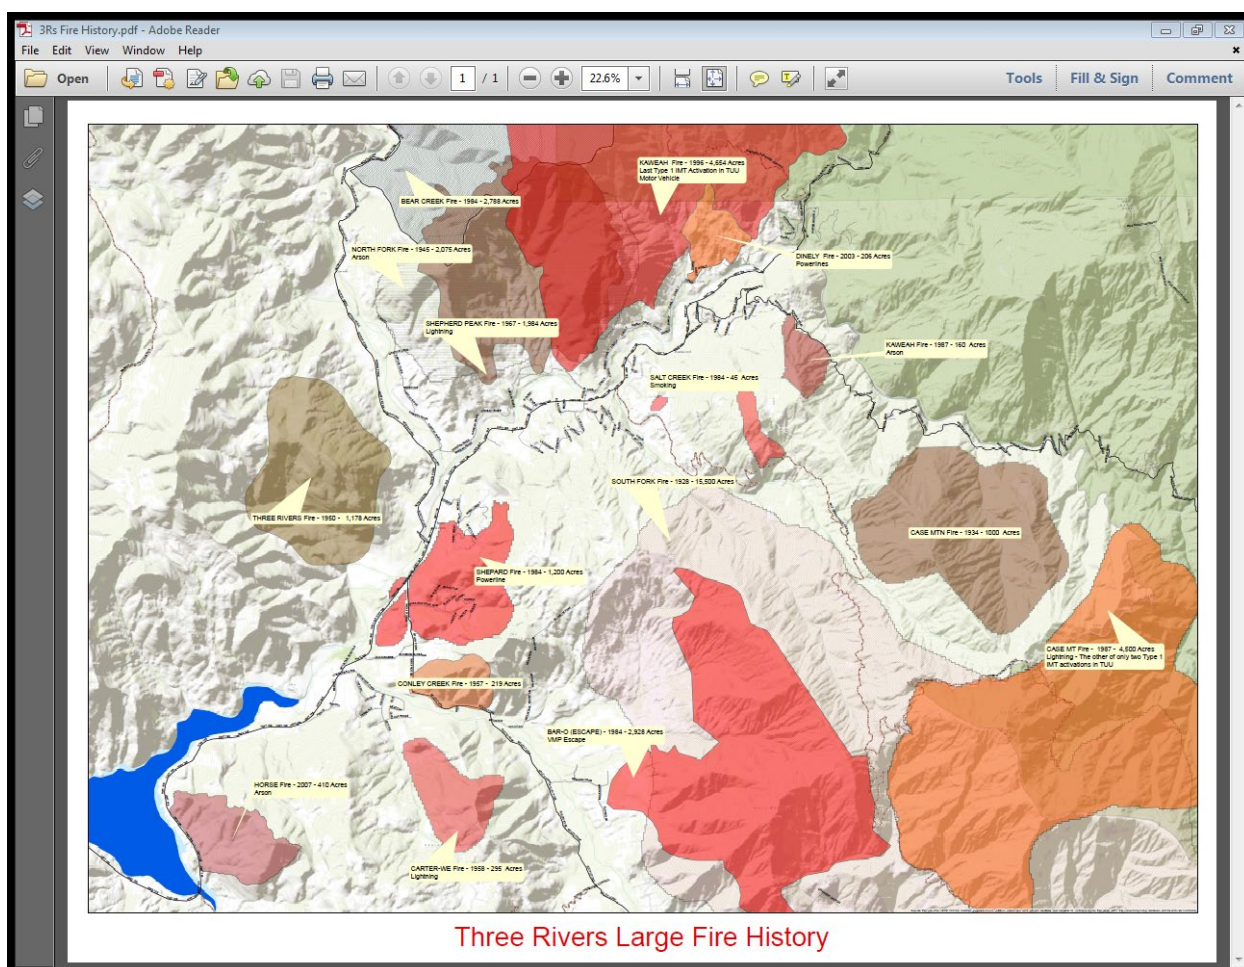 3Rs Fire History.pdf - Adobe Reader
File Edit View Window Help
Open
1 / 1
22.6%
Tools
Fill & Sign
Comment
KAWEAH Fire - 1996 - 4,654 Acres
Last Type 1 IMT Activation in TUU
Motor Vehicle
BEAR CREEK Fire - 1984 - 2,788 Acres
NORTH FORK Fire - 1945 - 2,075 Acres
Arson
DINELY Fire - 2003 - 206 Acres
Powerlines
SHEPHERD PEAK Fire - 1967 - 1,984 Acres
Lightning
KAWEAH Fire - 1987 - 160 Acres
Arson
SALT CREEK Fire - 1984 - 45 Acres
Smoking
SOUTH FORK Fire - 1928 - 15,500 Acres
THREE RIVERS Fire - 1950 - 1,178 Acres
CASE MTN Fire - 1934 - 1000 Acres
SHEPARD Fire - 1984 - 1,200 Acres
Powerline
CASE MT Fire - 1987 - 4,500 Acres
Lightning - The other of only two Type 1
IMT activations in TUU
CONLEY CREEK Fire - 1957 - 219 Acres
BAR-O (ESCAPE) - 1984 - 2,928 Acres
VMP Escape
HORSE Fire - 2007 - 410 Acres
Arson
CARTER-WE Fire - 1958 - 295 Acres
Lightning
Three Rivers Large Fire History